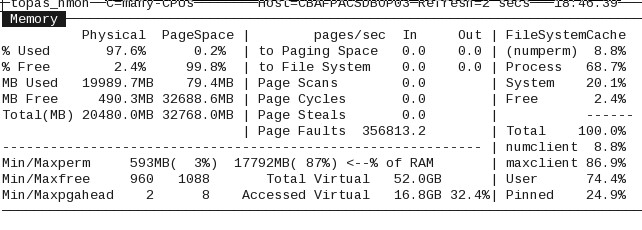 topas_nmon C=many-CPUs Host=CBAFPACSDBOP03 Refresh=2 secs 18:46.39
Memory
Physical PageSpace | pages/sec In Out | FileSystemCache
% Used 97.6% 0.2% | to Paging Space 0.0 0.0 | (numperm) 8.8%
% Free 2.4% 99.8% | to File System 0.0 0.0 | Process 68.7%
MB Used 19989.7MB 79.4MB | Page Scans 0.0 | System 20.1%
MB Free 490.3MB 32688.6MB | Page Cycles 0.0 | Free 2.4%
Total(MB) 20480.0MB 32768.0MB | Page Steals 0.0 | ------
| Page Faults 356813.2 | Total 100.0%
------------------------------------------------------------- | numclient 8.8%
Min/Maxperm 593MB( 3%) 17792MB( 87%) <--% of RAM | maxclient 86.9%
Min/Maxfree 960 1088 Total Virtual 52.0GB | User 74.4%
Min/Maxpgahead 2 8 Accessed Virtual 16.8GB 32.4%| Pinned 24.9%